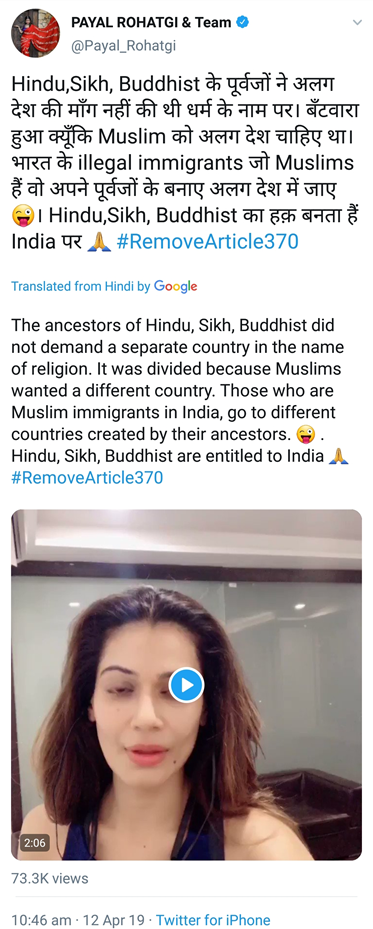 PAYAL ROHATGI & Team
@Payal_Rohatgi
Hindu,Sikh, Buddhist के पूर्वजों ने अलग
देश की माँग नहीं की थी धर्म के नाम पर। बँटवारा
हुआ क्यूँकि Muslim को अलग देश चाहिए था।
भारत के illegal immigrants जो Muslims
हैं वो अपने पूर्वजों के बनाए अलग देश में जाए
😜। Hindu,Sikh, Buddhist का हक़ बनता हैं
India पर 🙏 #RemoveArticle370
Translated from Hindi by Google
The ancestors of Hindu, Sikh, Buddhist did
not demand a separate country in the name
of religion. It was divided because Muslims
wanted a different country. Those who are
Muslim immigrants in India, go to different
countries created by their ancestors. 😜 .
Hindu, Sikh, Buddhist are entitled to India 🙏
#RemoveArticle370
2:06
73.3K views
10:46 am · 12 Apr 19 · Twitter for iPhone